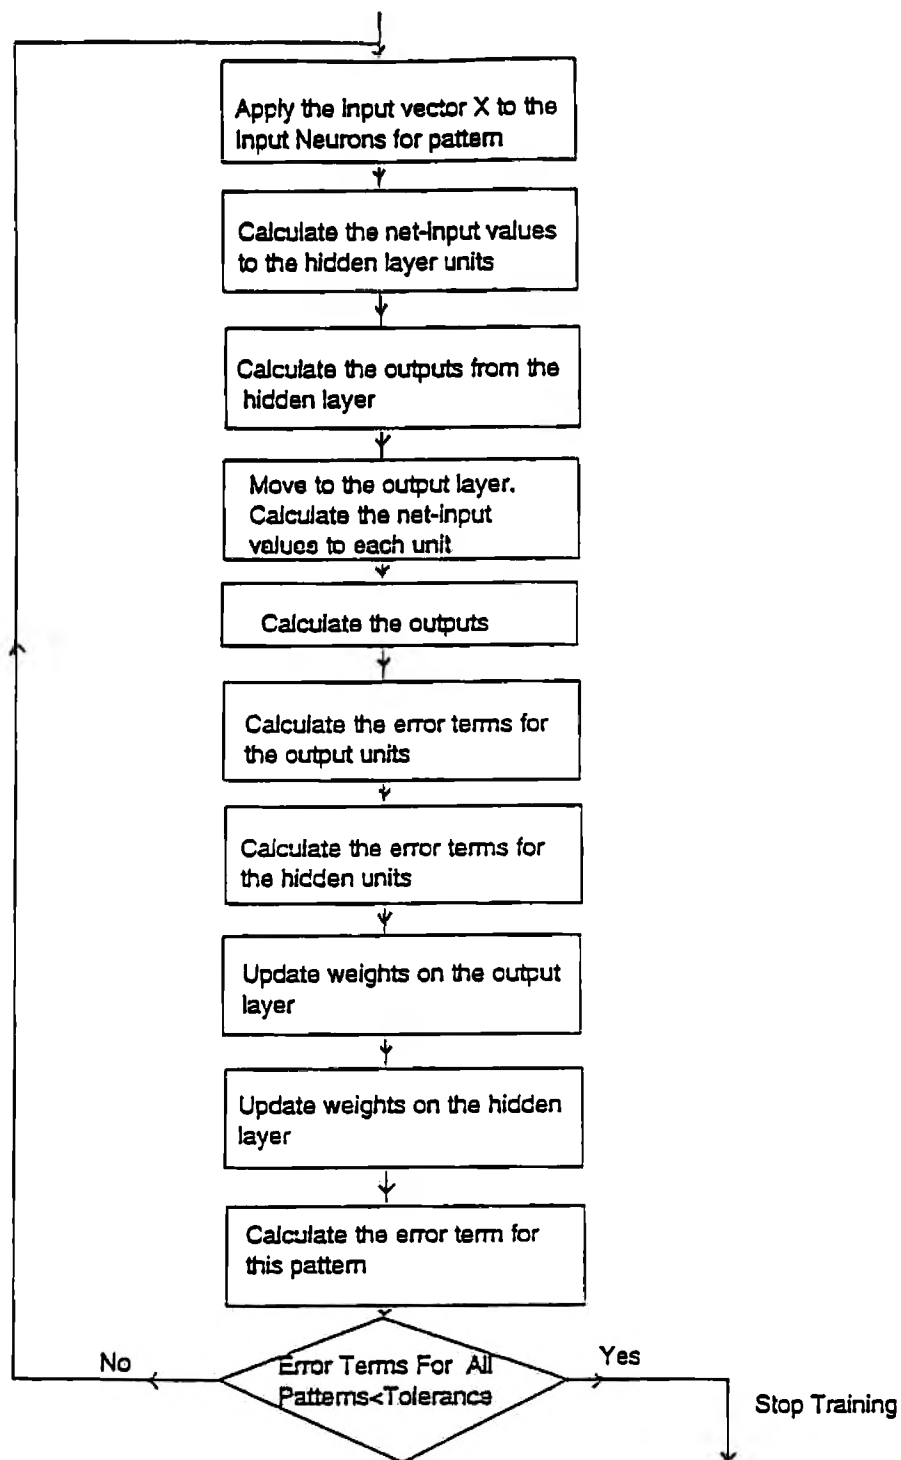 Apply the input vector X to the
Input Neurons for pattern
Calculate the net-input values
to the hidden layer units
Calculate the outputs from the
hidden layer
Move to the output layer.
Calculate the net-input
values to each unit
Calculate the outputs
Calculate the error terms for
the output units
Calculate the error terms for
the hidden units
Update weights on the output
layer
Update weights on the hidden
layer
Calculate the error term for
this pattern
No
Error Terms For All
Patterns<Tolerance
Yes
Stop Training